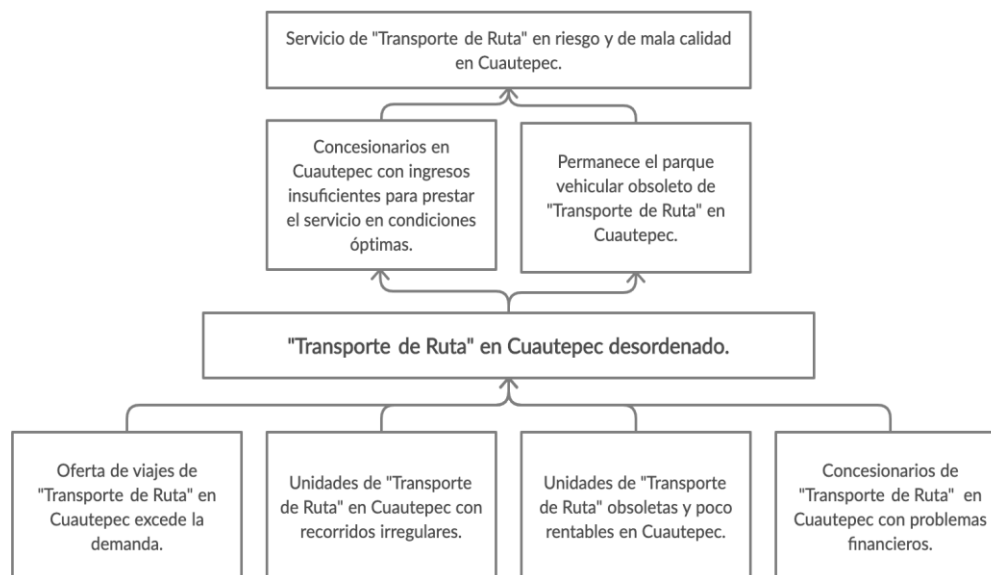 Servicio de "Transporte de Ruta" en riesgo y de mala calidad
en Cuautepec.
Concesionarios en
Cuautepec con ingresos
insuficientes para prestar
el servicio en condiciones
óptimas.
Permanece el parque
vehicular obsoleto de
"Transporte de Ruta" en
Cuautepec.
"Transporte de Ruta" en Cuautepec desordenado.
Oferta de viajes de
"Transporte de Ruta" en
Cuautepec excede la
demanda.
Unidades de "Transporte
de Ruta" en Cuautepec con
recorridos irregulares.
Unidades de "Transporte
de Ruta" obsoletas y poco
rentables en Cuautepec.
Concesionarios de
"Transporte de Ruta" en
Cuautepec con problemas
financieros.